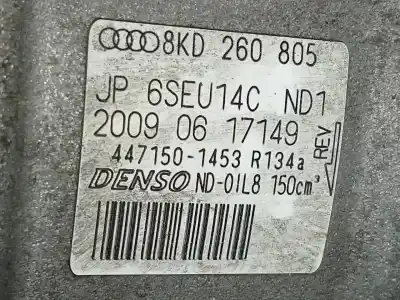 8KD 260 805
JP 6SEU14C ND1
2009 06 17149
REV
447150-1453 R134a
DENSO ND-OIL8 150cm³